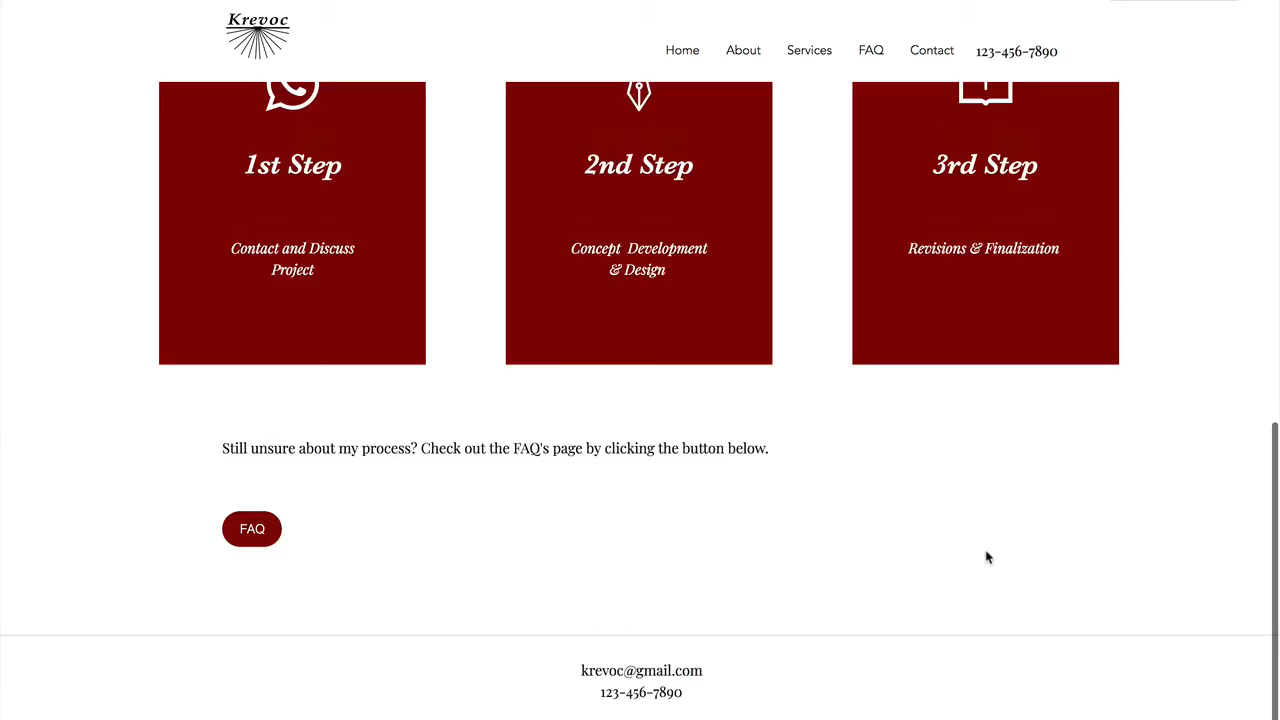 Krevoc
Home About Services FAQ Contact 123-456-7890
1st Step
Contact and Discuss
Project
2nd Step
Concept Development
& Design
3rd Step
Revisions & Finalization
Still unsure about my process? Check out the FAQ's page by clicking the button below.
FAQ
krevoc@gmail.com
123-456-7890